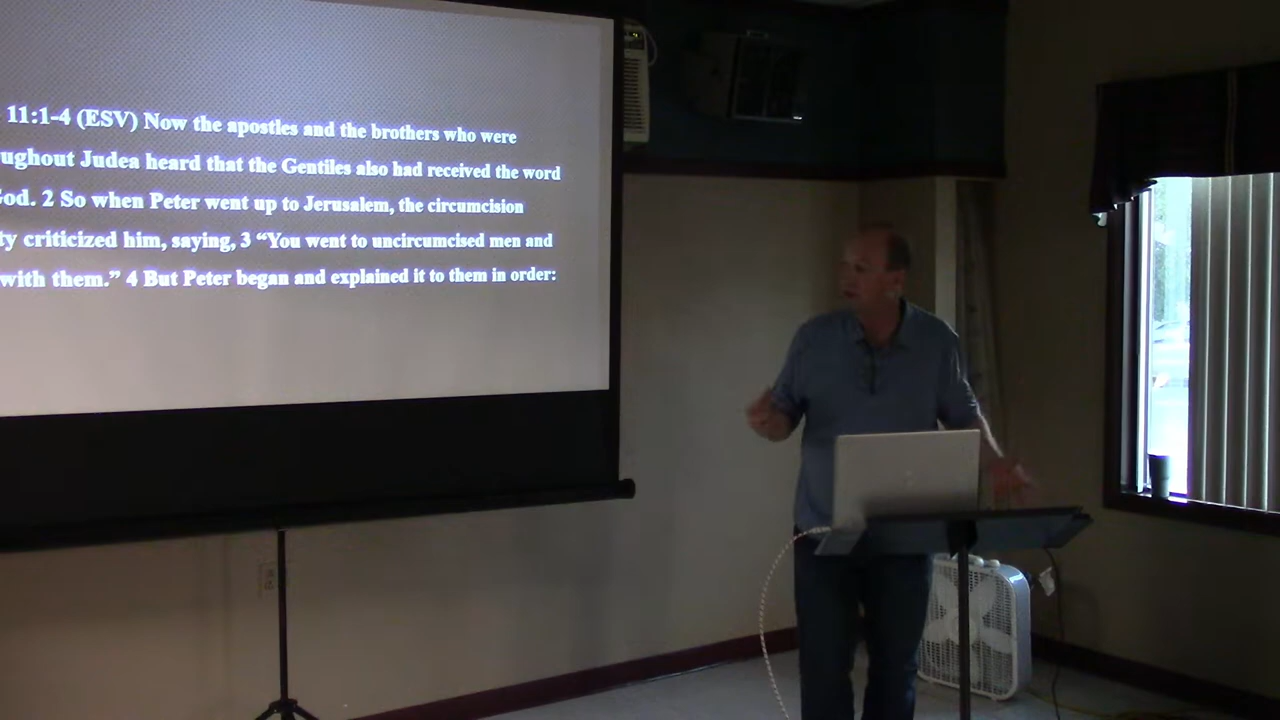 11:1-4 (ESV) Now the apostles and the brothers who were
ughout Judea heard that the Gentiles also had received the word
God. 2 So when Peter went up to Jerusalem, the circumcision
ty criticized him, saying, 3 “You went to uncircumcised men and
with them.” 4 But Peter began and explained it to them in order: